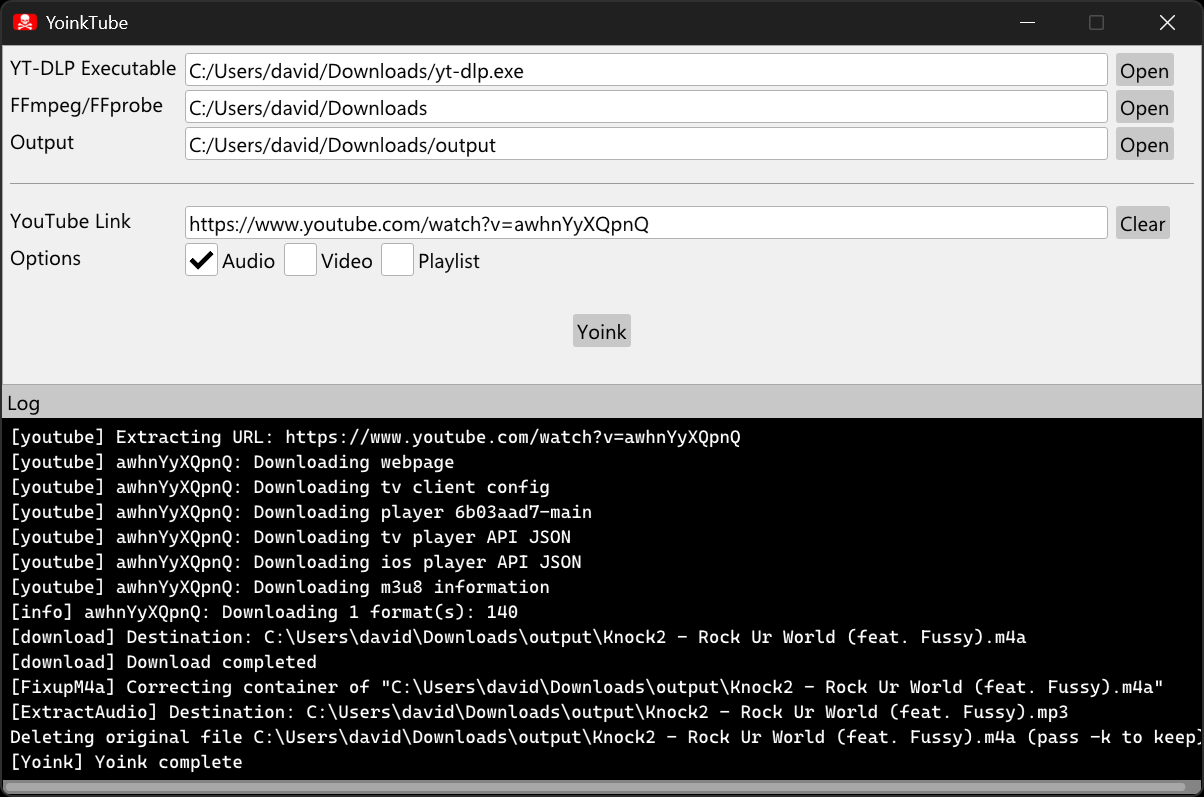 YoinkTube
YT-DLP Executable C:/Users/david/Downloads/yt-dlp.exe Open
FFmpeg/FFprobe C:/Users/david/Downloads Open
Output C:/Users/david/Downloads/output Open
YouTube Link https://www.youtube.com/watch?v=awhnYyXQpnQ Clear
Options Audio Video Playlist
Yoink
Log
[youtube] Extracting URL: https://www.youtube.com/watch?v=awhnYyXQpnQ
[youtube] awhnYyXQpnQ: Downloading webpage
[youtube] awhnYyXQpnQ: Downloading tv client config
[youtube] awhnYyXQpnQ: Downloading player 6b03aad7-main
[youtube] awhnYyXQpnQ: Downloading tv player API JSON
[youtube] awhnYyXQpnQ: Downloading ios player API JSON
[youtube] awhnYyXQpnQ: Downloading m3u8 information
[info] awhnYyXQpnQ: Downloading 1 format(s): 140
[download] Destination: C:\Users\david\Downloads\output\Knock2 - Rock Ur World (feat. Fussy).m4a
[download] Download completed
[FixupM4a] Correcting container of "C:\Users\david\Downloads\output\Knock2 - Rock Ur World (feat. Fussy).m4a"
[ExtractAudio] Destination: C:\Users\david\Downloads\output\Knock2 - Rock Ur World (feat. Fussy).mp3
Deleting original file C:\Users\david\Downloads\output\Knock2 - Rock Ur World (feat. Fussy).m4a (pass -k to keep)
[Yoink] Yoink complete